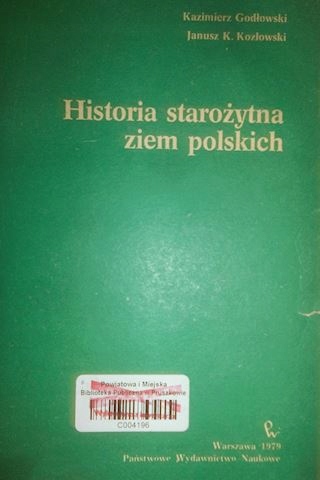 Kazimierz Godłowski
Janusz K. Kozłowski
Historia starożytna
ziem polskich
Powiatowa i Miejska
Biblioteka Publiczna w Pruszkowie
C004196
Warszawa 1979
Państwowe Wydawnictwo Naukowe